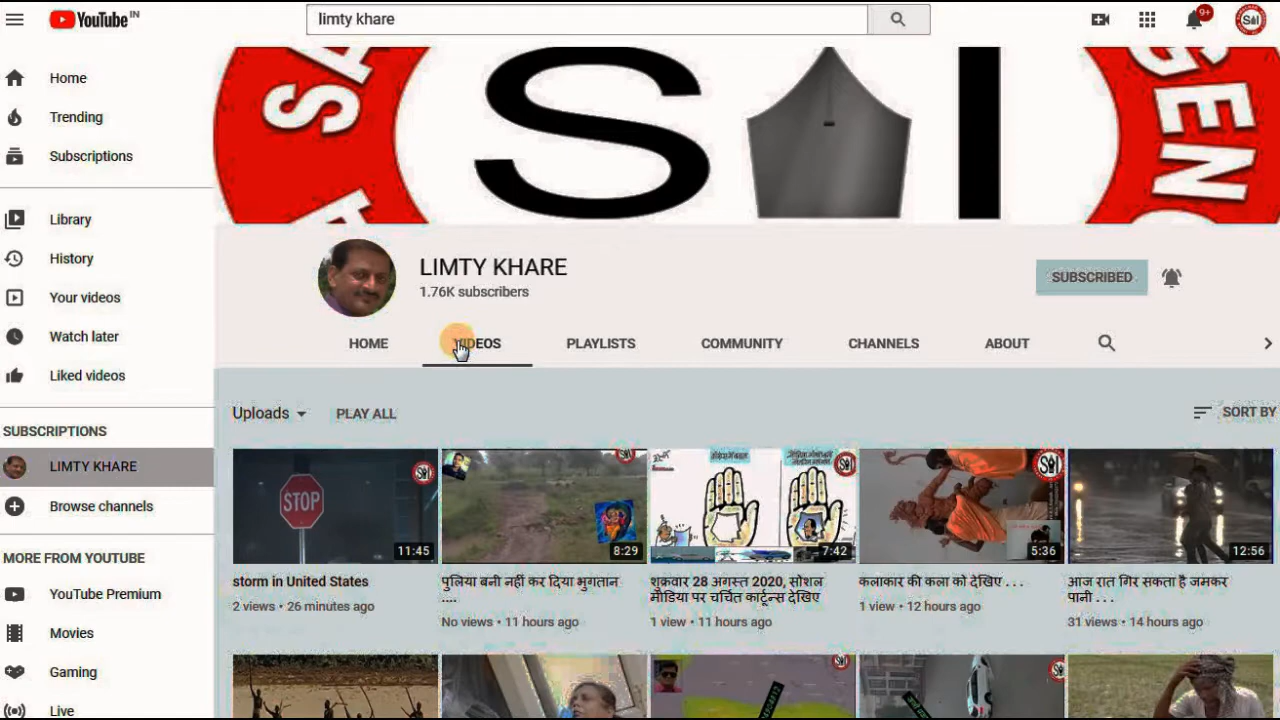 YouTube IN
limty khare
9+
SAI
Home
Trending
Subscriptions
Library
History
Your videos
Watch later
Liked videos
SUBSCRIPTIONS
LIMTY KHARE
Browse channels
MORE FROM YOUTUBE
YouTube Premium
Movies
Gaming
Live
SA
S
I
GEN
LIMTY KHARE
1.76K subscribers
SUBSCRIBED
HOME
VIDEOS
PLAYLISTS
COMMUNITY
CHANNELS
ABOUT
Uploads
PLAY ALL
SORT BY
STOP
11:45
8:29
7:42
5:36
12:56
storm in United States
2 views • 26 minutes ago
पुलिया बनी नहीं कर दिया भुगतान
....
No views • 11 hours ago
शुक्रवार 28 अगस्त 2020, सोशल
मीडिया पर चर्चित कार्टून्स देखिए
1 view • 11 hours ago
कलाकार की कला को देखिए . . .
1 view • 12 hours ago
आज रात गिर सकता है जमकर
पानी . . .
31 views • 14 hours ago